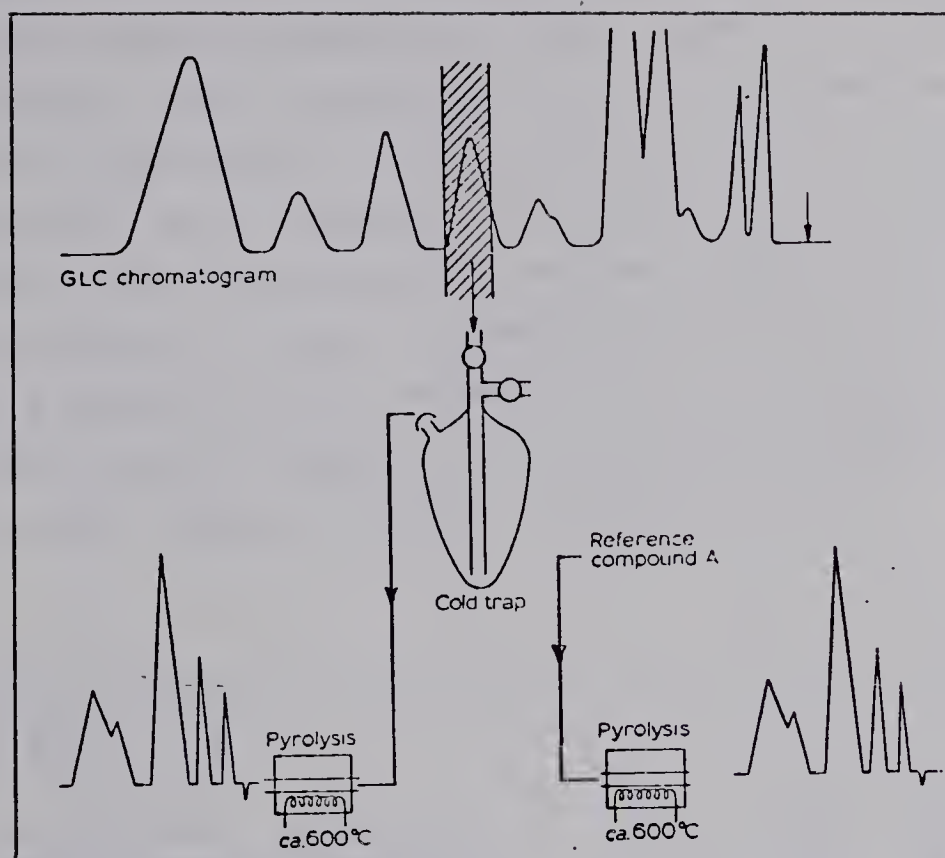 GLC chromatogram
Reference
compound A
Cold trap
Pyrolysis
Pyrolysis
ca.600°C
ca.600°C